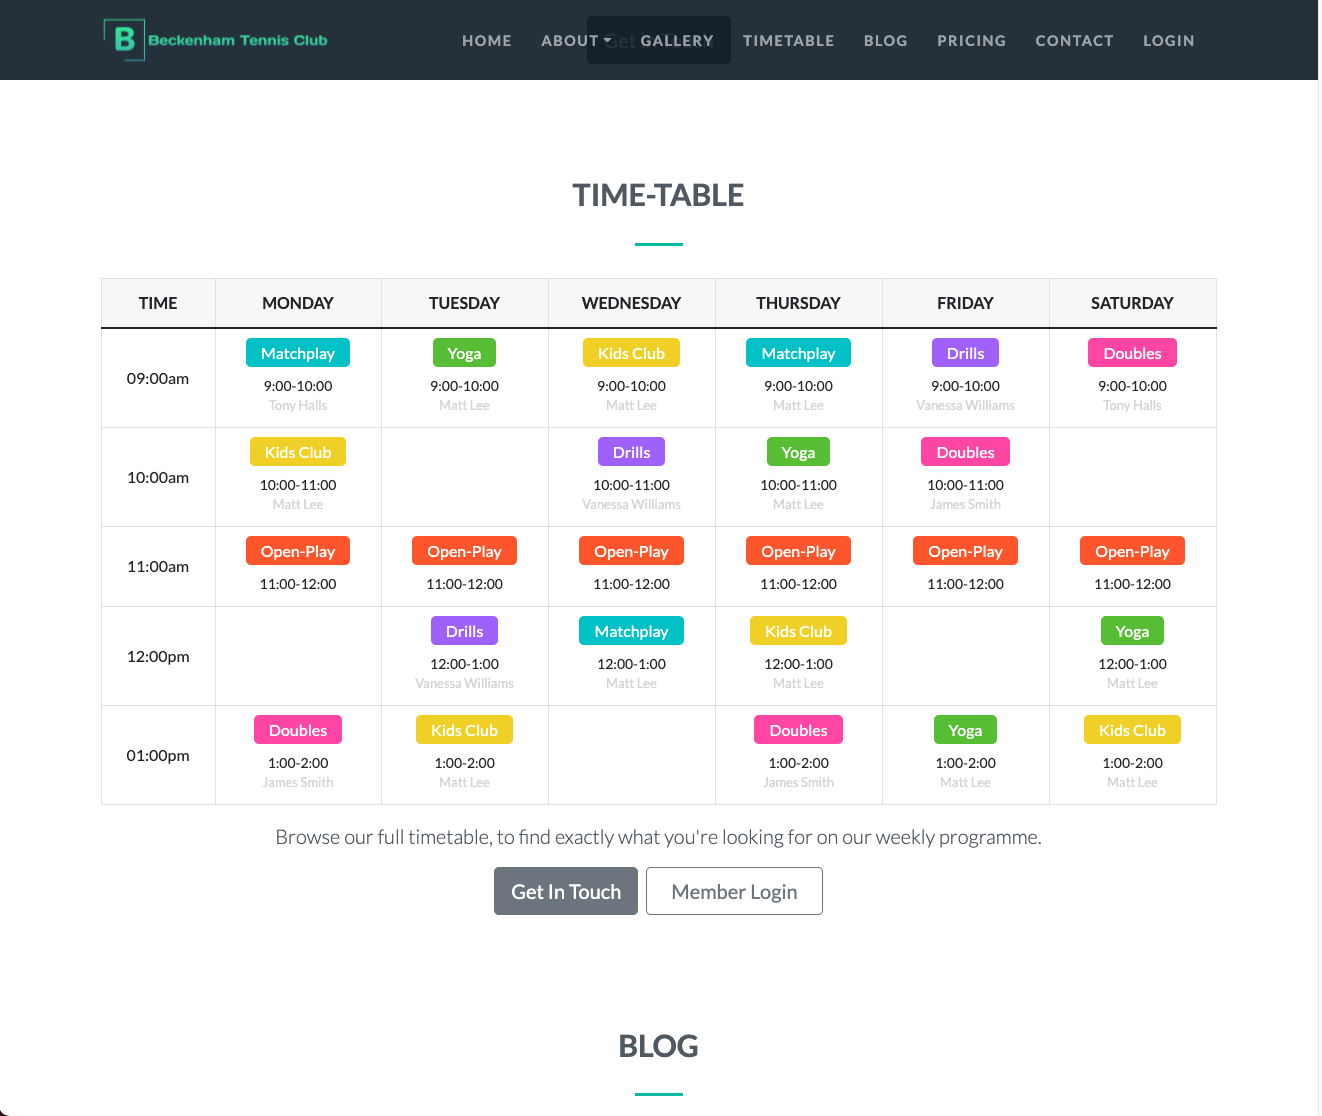 B Beckenham Tennis Club
HOME ABOUT GALLERY TIMETABLE BLOG PRICING CONTACT LOGIN
TIME-TABLE
TIME MONDAY TUESDAY WEDNESDAY THURSDAY FRIDAY SATURDAY
09:00am
Matchplay Yoga Kids Club Matchplay Drills Doubles
9:00-10:00 9:00-10:00 9:00-10:00 9:00-10:00 9:00-10:00 9:00-10:00
Tony Halls Matt Lee Matt Lee Matt Lee Vanessa Williams Tony Halls
10:00am
Kids Club Drills Yoga Doubles
10:00-11:00 10:00-11:00 10:00-11:00 10:00-11:00
Matt Lee Vanessa Williams Matt Lee James Smith
11:00am
Open-Play Open-Play Open-Play Open-Play Open-Play Open-Play
11:00-12:00 11:00-12:00 11:00-12:00 11:00-12:00 11:00-12:00 11:00-12:00
12:00pm
Drills Matchplay Kids Club Yoga
12:00-1:00 12:00-1:00 12:00-1:00 12:00-1:00
Vanessa Williams Matt Lee Matt Lee Matt Lee
01:00pm
Doubles Kids Club Doubles Yoga Kids Club
1:00-2:00 1:00-2:00 1:00-2:00 1:00-2:00 1:00-2:00
James Smith Matt Lee James Smith Matt Lee Matt Lee
Browse our full timetable, to find exactly what you're looking for on our weekly programme.
Get In Touch Member Login
BLOG